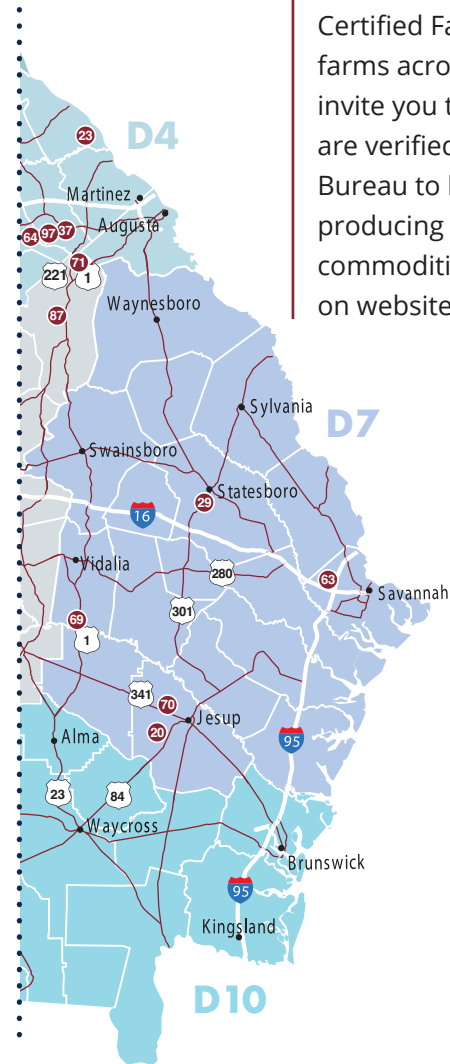 Certified Fa
farms acro
invite you t
are verified
Bureau to l
producing
commoditi
on website
23
D4
Martinez
Augusta
64 97 37
71
221
1
87
Waynesboro
Sylvania
D7
Swainsboro
Statesboro
29
16
Vidalia
280
63
Savannah
301
69
1
341
70
Jesup
20
Alma
95
23
84
Waycross
Brunswick
95
Kingsland
D10